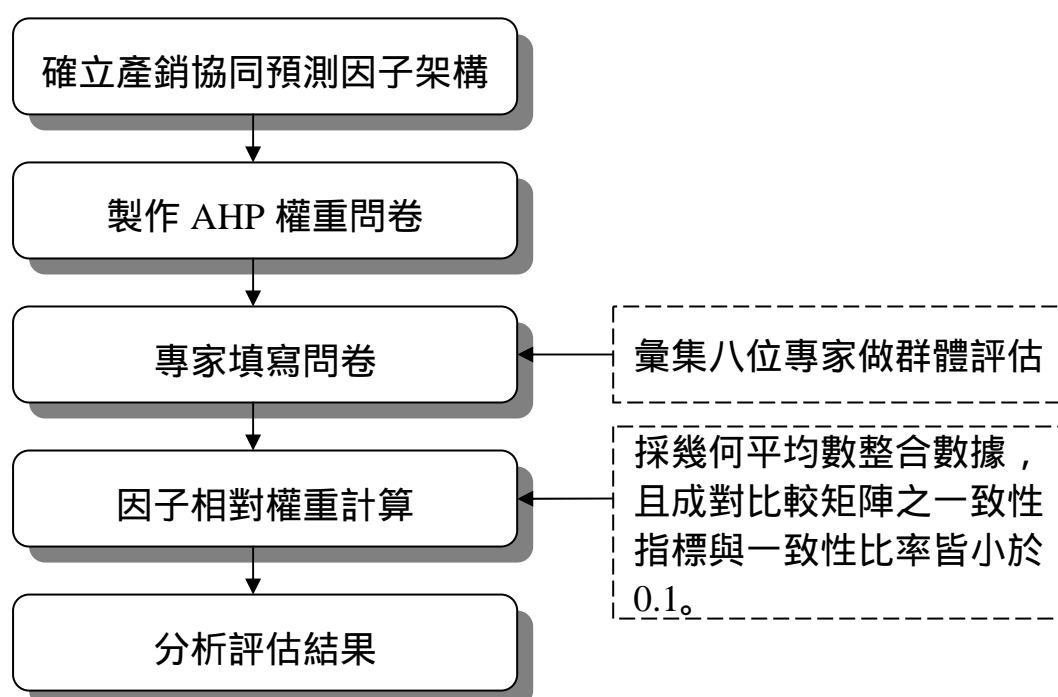 確立產銷協同預測因子架構
製作 AHP 權重問卷
專家填寫問卷
彙集八位專家做群體評估
因子相對權重計算
採幾何平均數整合數據，
且成對比較矩陣之一致性
指標與一致性比率皆小於
0.1。
分析評估結果